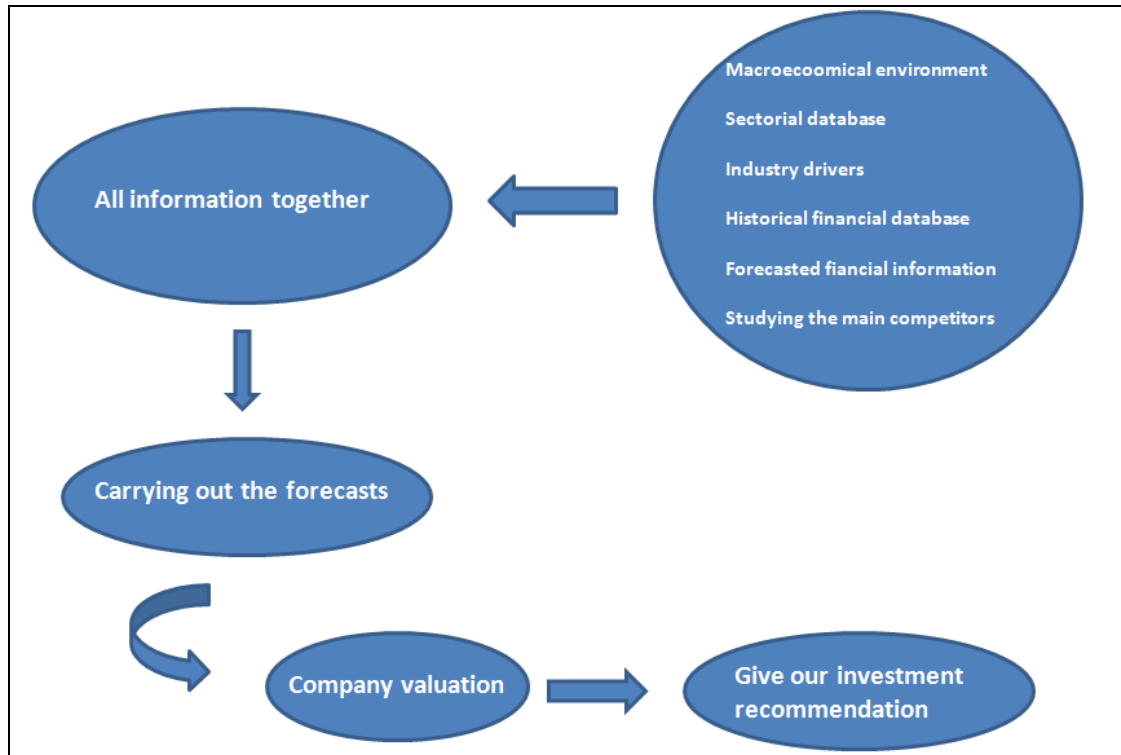 Macroecoomical environment
Sectorial database
Industry drivers
Historical financial database
Forecasted fiancial information
Studying the main competitors
All information together
Carrying out the forecasts
Company valuation
Give our investment
recommendation